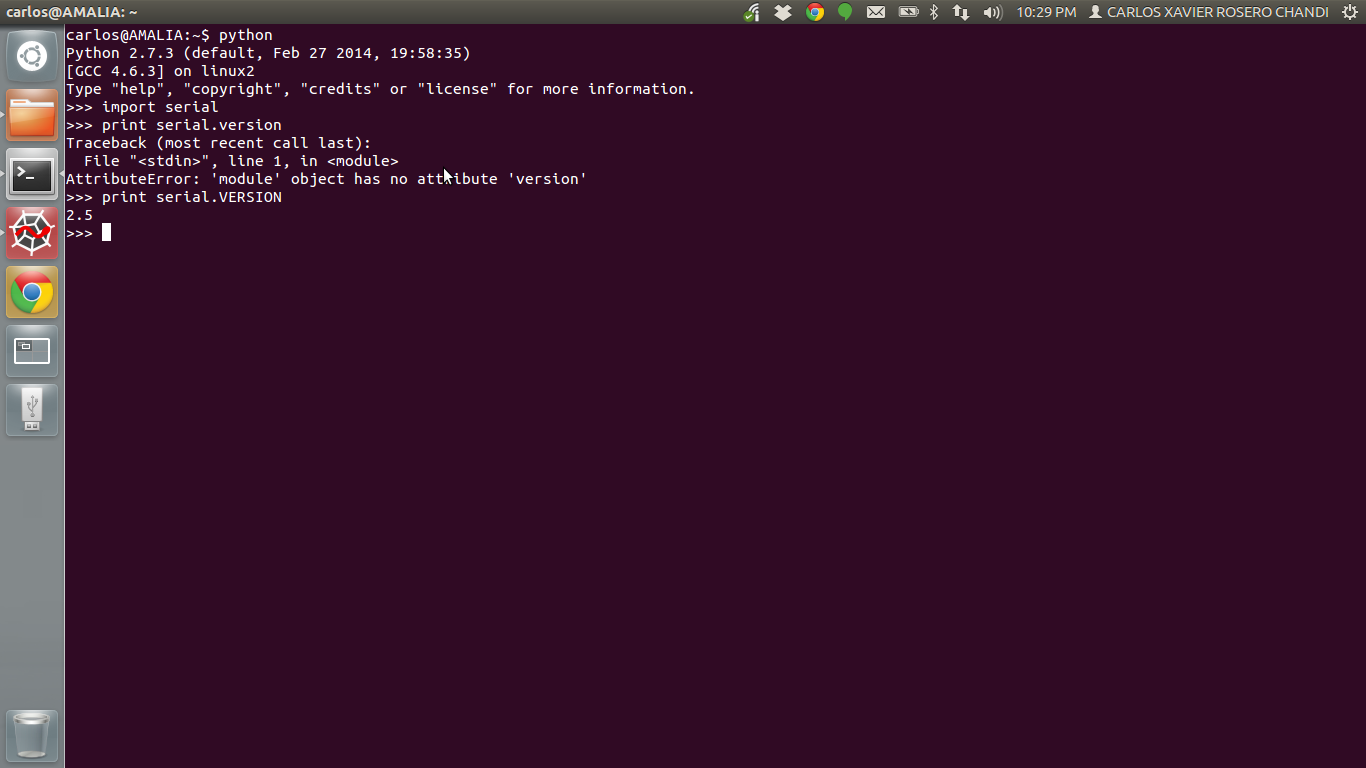 carlos@AMALIA: ~
10:29 PM
CARLOS XAVIER ROSERO CHANDI
carlos@AMALIA:~$ python
Python 2.7.3 (default, Feb 27 2014, 19:58:35)
[GCC 4.6.3] on linux2
Type "help", "copyright", "credits" or "license" for more information.
>>> import serial
>>> print serial.version
Traceback (most recent call last):
  File "<stdin>", line 1, in <module>
AttributeError: 'module' object has no attribute 'version'
>>> print serial.VERSION
2.5
>>>